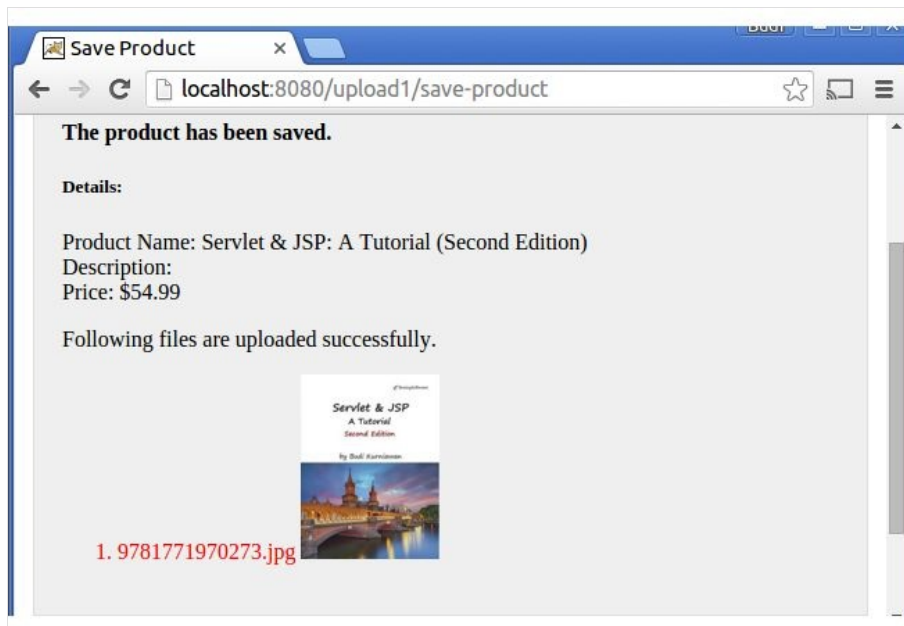 Save Product
localhost:8080/upload1/save-product
The product has been saved.
Details:
Product Name: Servlet & JSP: A Tutorial (Second Edition)
Description:
Price: $54.99
Following files are uploaded successfully.
Servlet & JSP
A Tutorial
Second Edition
by Budi Kurniawan
1. 9781771970273.jpg